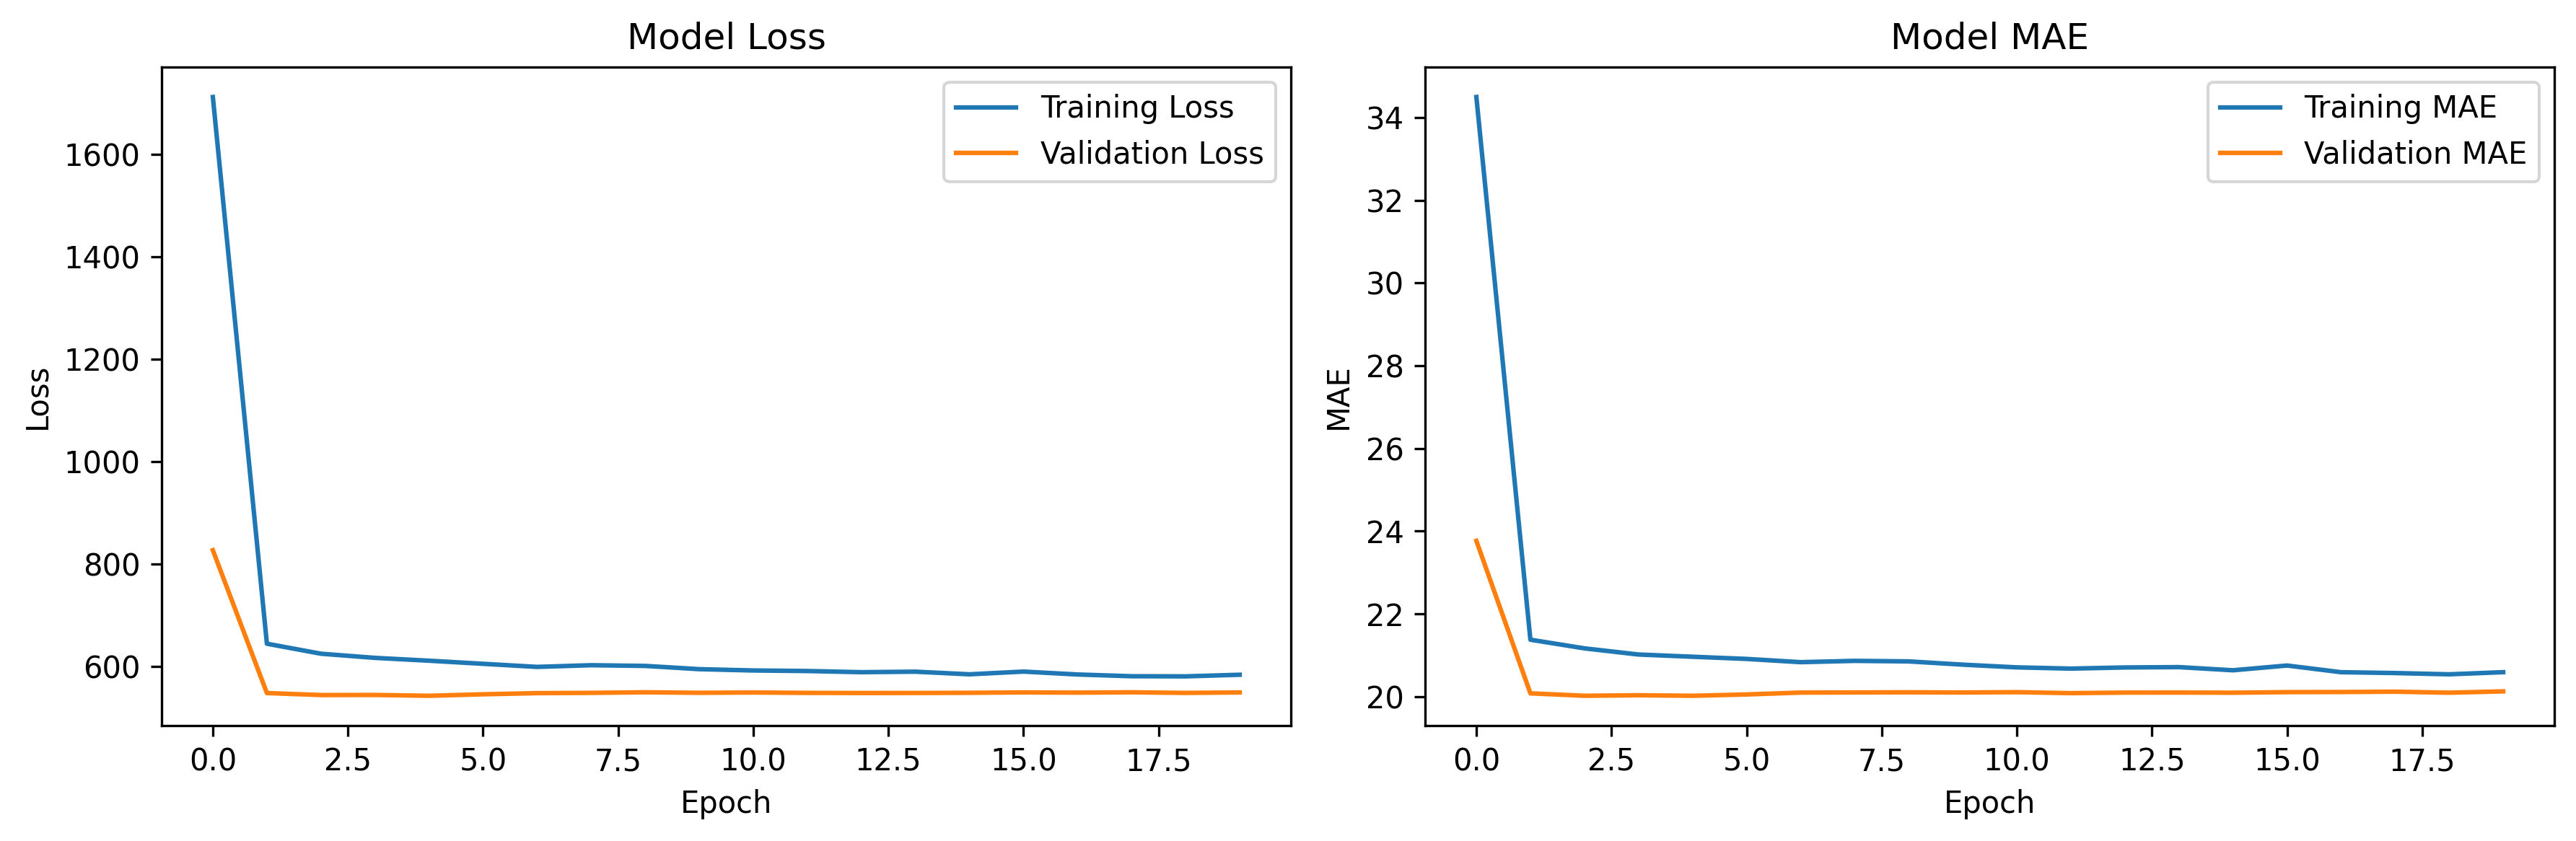 Model Loss
Training Loss
Validation Loss
1600
1400
1200
1000
800
600
Loss
0.0 2.5 5.0 7.5 10.0 12.5 15.0 17.5
Epoch
Model MAE
Training MAE
Validation MAE
34
32
30
28
26
24
22
20
MAE
0.0 2.5 5.0 7.5 10.0 12.5 15.0 17.5
Epoch